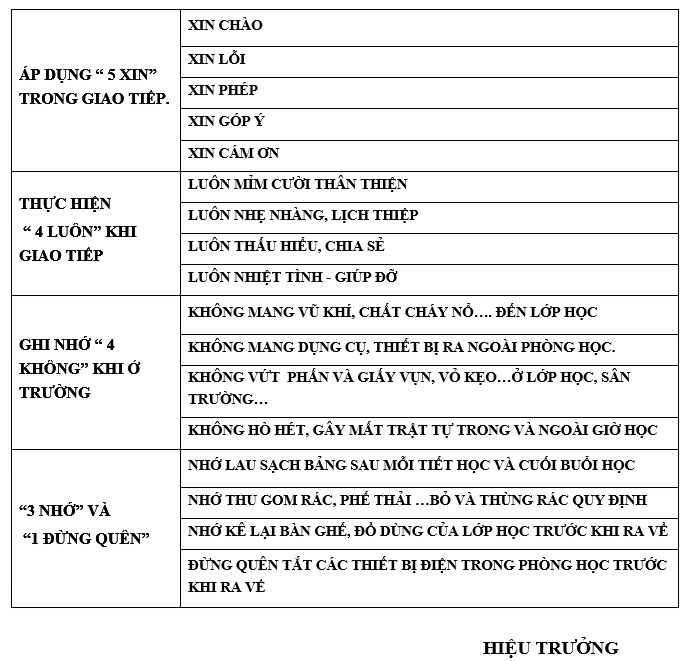 ÁP DỤNG “ 5 XIN”
TRONG GIAO TIẾP.
XIN CHÀO
XIN LỖI
XIN PHÉP
XIN GÓP Ý
XIN CÁM ƠN
THỰC HIỆN
“ 4 LUÔN” KHI
GIAO TIẾP
LUÔN MỈM CƯỜI THÂN THIỆN
LUÔN NHẸ NHÀNG, LỊCH THIỆP
LUÔN THẤU HIỂU, CHIA SẺ
LUÔN NHIỆT TÌNH - GIÚP ĐỠ
GHI NHỚ “ 4
KHÔNG” KHI Ở
TRƯỜNG
KHÔNG MANG VŨ KHÍ, CHẤT CHÁY NỔ…. ĐẾN LỚP HỌC
KHÔNG MANG DỤNG CỤ, THIẾT BỊ RA NGOÀI PHÒNG HỌC.
KHÔNG VỨT PHẤN VÀ GIẤY VỤN, VỎ KẸO…Ở LỚP HỌC, SÂN
TRƯỜNG…
KHÔNG HÒ HÉT, GÂY MẤT TRẬT TỰ TRONG VÀ NGOÀI GIỜ HỌC
“3 NHỚ” VÀ
“1 ĐỪNG QUÊN”
NHỚ LAU SẠCH BẢNG SAU MỖI TIẾT HỌC VÀ CUỐI BUỔI HỌC
NHỚ THU GOM RÁC, PHẾ THẢI …BỎ VÀ THÙNG RÁC QUY ĐỊNH
NHỚ KÊ LẠI BÀN GHẾ, ĐỒ DÙNG CỦA LỚP HỌC TRƯỚC KHI RA VỀ
ĐỪNG QUÊN TẮT CÁC THIẾT BỊ ĐIỆN TRONG PHÒNG HỌC TRƯỚC
KHI RA VỀ
HIỆU TRƯỞNG